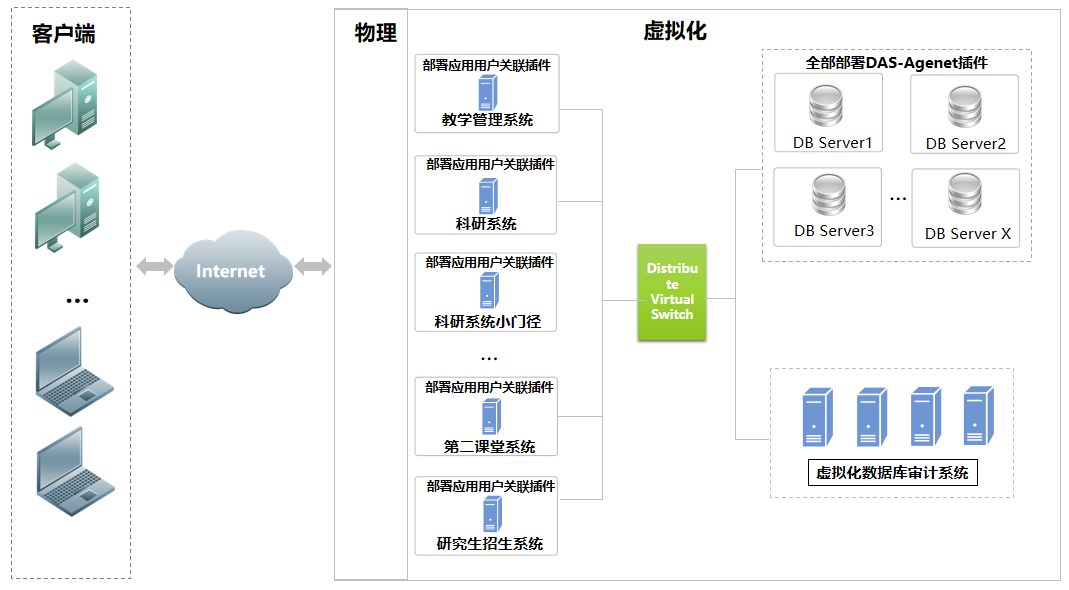 客户端
...
Internet
物理
虚拟化
部署应用用户关联插件
教学管理系统
部署应用用户关联插件
科研系统
部署应用用户关联插件
科研系统小门径
...
部署应用用户关联插件
第二课堂系统
部署应用用户关联插件
研究生招生系统
Distribu
te
Virtual
Switch
全部部署DAS-Agenet插件
DB Server1
DB Server2
DB Server3
...
DB Server X
虚拟化数据库审计系统